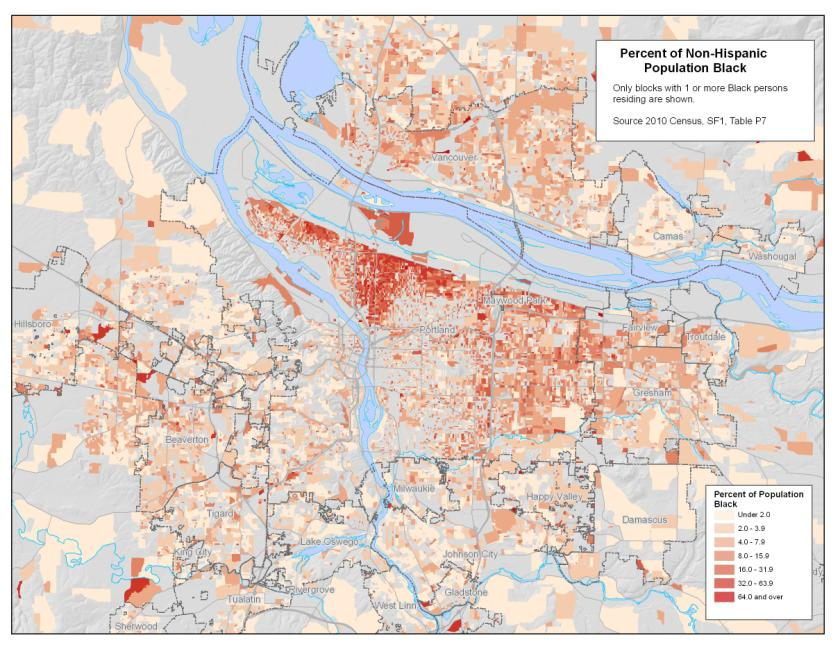 Percent of Non-Hispanic
Population Black
Only blocks with 1 or more Black persons
residing are shown.
Source 2010 Census, SF1, Table P7
Vancouver
Camas
Washougal
Maywood Park
Hillsboro
Portland
Fairview
Troutdale
Gresham
Beaverton
Milwaukie
Happy Valley
Damascus
Tigard
Lake Oswego
King City
Johnson City
Rivergrove
Gladstone
Tualatin
West Linn
Sherwood
Percent of Population
Black
Under 2.0
2.0 - 3.9
4.0 - 7.9
8.0 - 15.9
16.0 - 31.9
32.0 - 63.9
64.0 and over